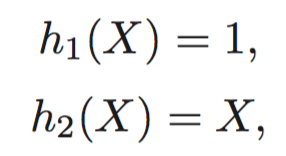 h₁(X) = 1,
h₂(X) = X,